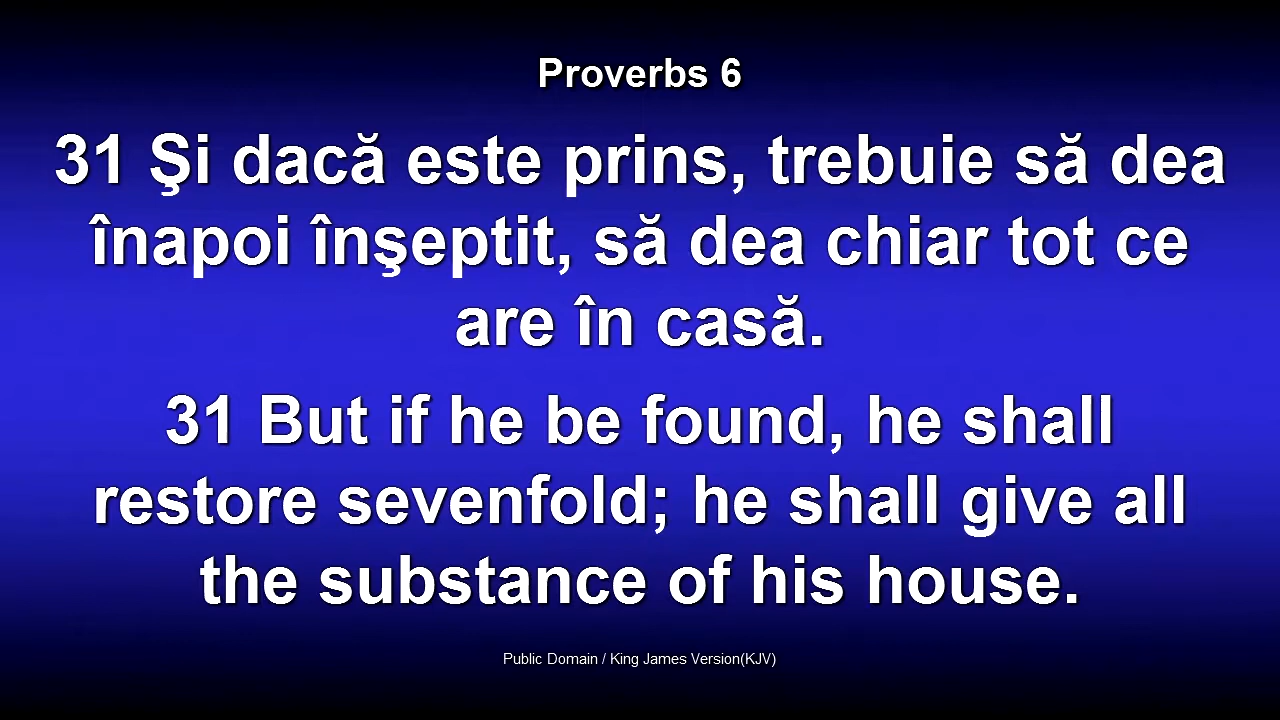 Proverbs 6
31 Şi dacă este prins, trebuie să dea
înapoi înşeptit, să dea chiar tot ce
are în casă.
31 But if he be found, he shall
restore sevenfold; he shall give all
the substance of his house.
Public Domain / King James Version(KJV)